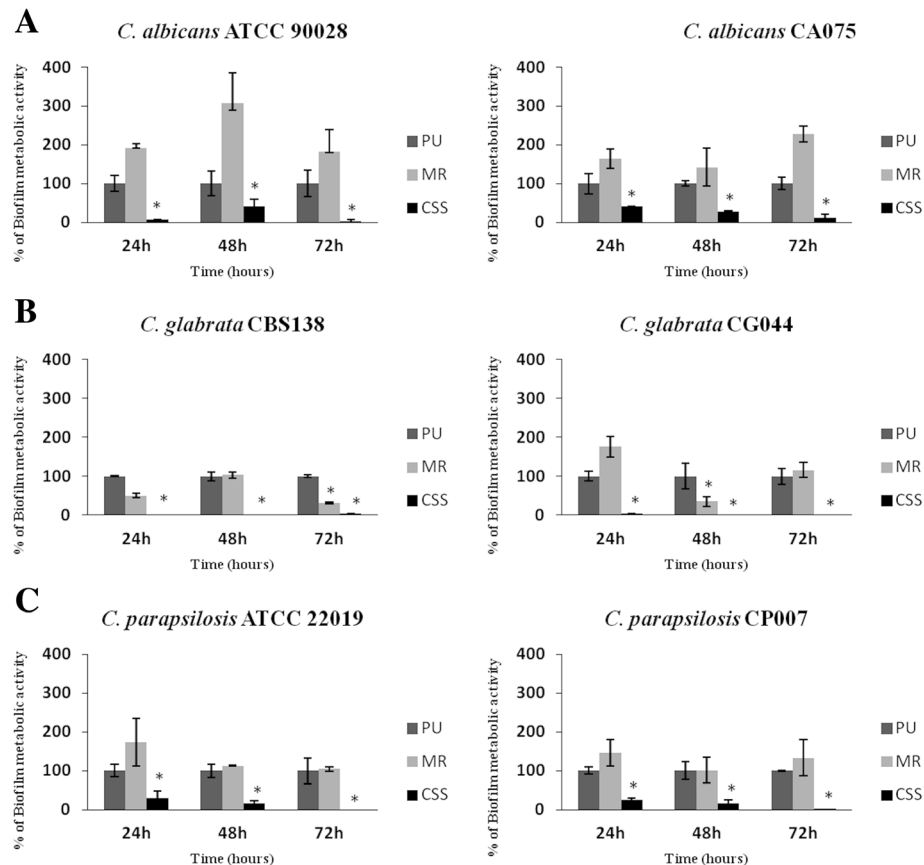 A
C. albicans ATCC 90028
% of Biofilm metabolic activity
400
300
200
100
0
*
*
*
24h 48h 72h
Time (hours)
PU
MR
CSS
C. albicans CA075
% of Biofilm metabolic activity
400
300
200
100
0
*
*
*
24h 48h 72h
Time (hours)
PU
MR
CSS
B
C. glabrata CBS138
% of Biofilm metabolic activity
400
300
200
100
0
*
*
* *
24h 48h 72h
Time (hours)
PU
MR
CSS
C. glabrata CG044
% of Biofilm metabolic activity
400
300
200
100
0
*
* *
*
24h 48h 72h
Time (hours)
PU
MR
CSS
C
C. parapsilosis ATCC 22019
% of Biofilm metabolic activity
400
300
200
100
0
*
*
*
24h 48h 72h
Time (hours)
PU
MR
CSS
C. parapsilosis CP007
% of Biofilm metabolic activity
400
300
200
100
0
*
*
*
24h 48h 72h
Time (hours)
PU
MR
CSS